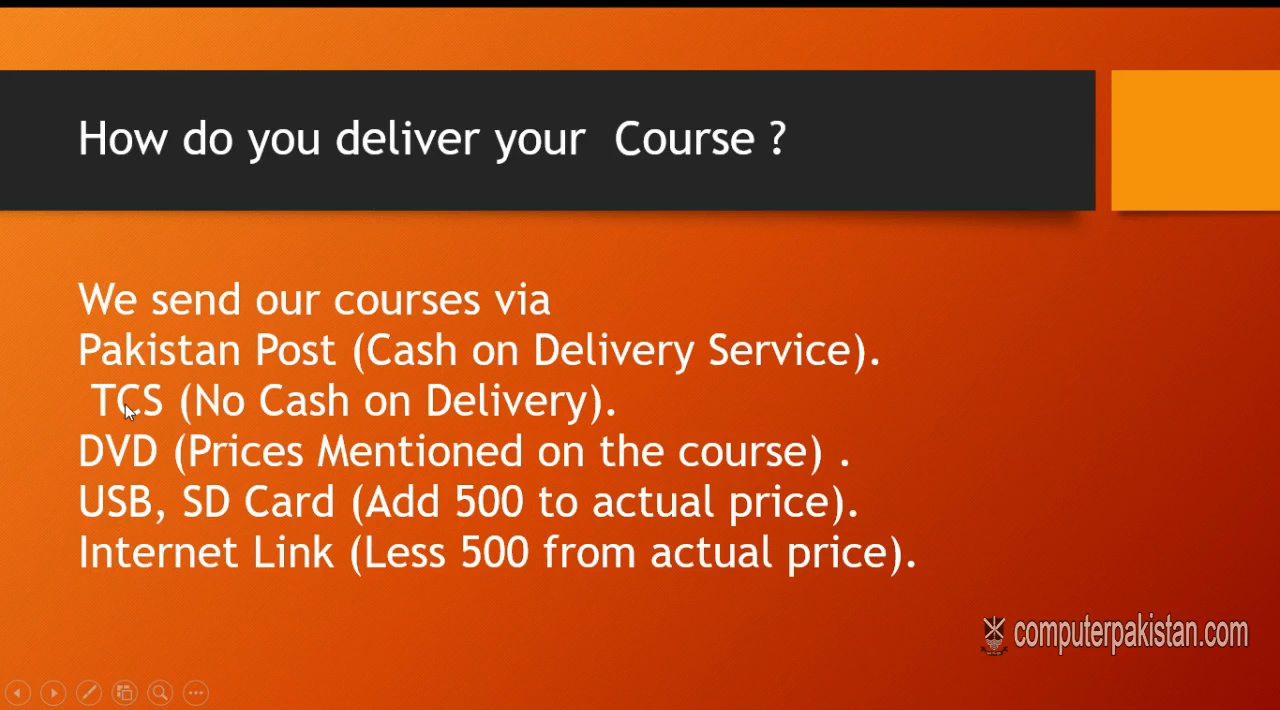 How do you deliver your Course ?
We send our courses via
Pakistan Post (Cash on Delivery Service).
TCS (No Cash on Delivery).
DVD (Prices Mentioned on the course) .
USB, SD Card (Add 500 to actual price).
Internet Link (Less 500 from actual price).
computerpakistan.com